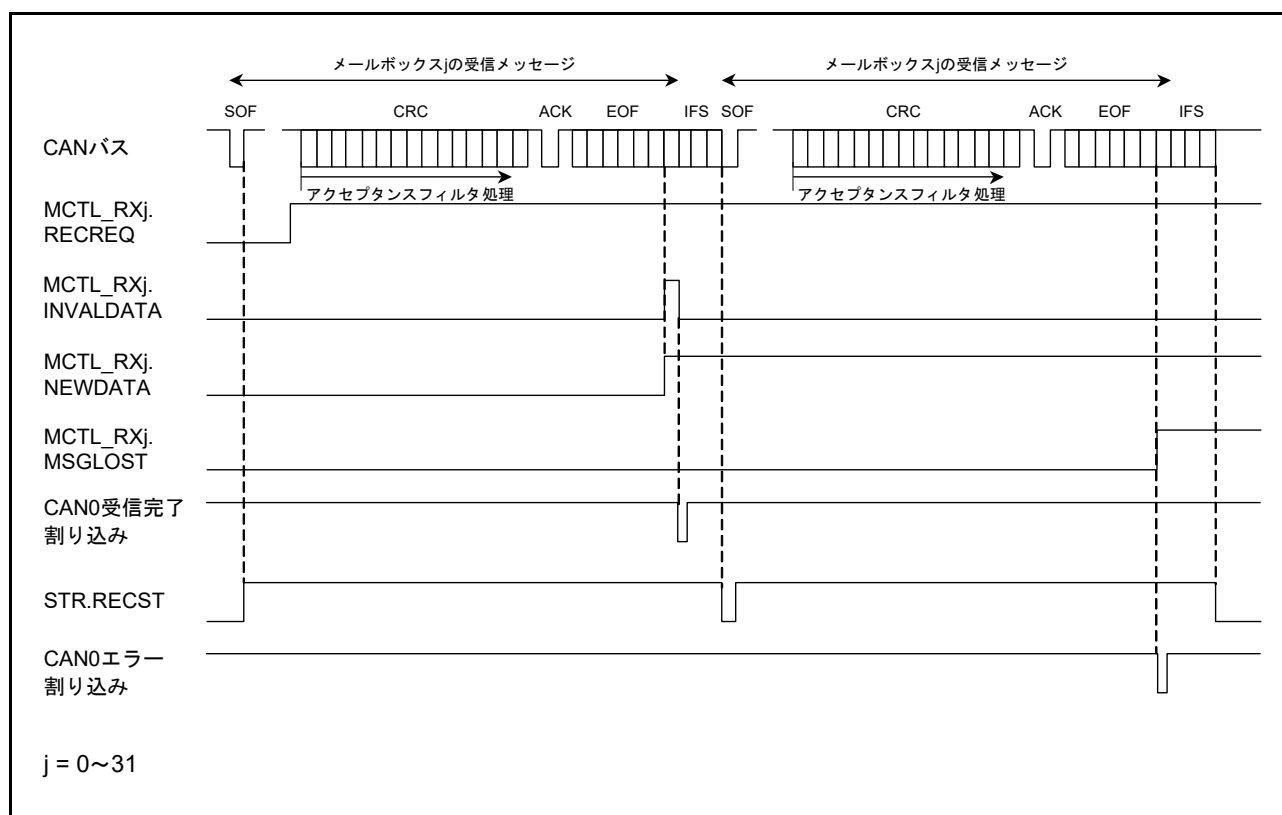 メールボックスjの受信メッセージ メールボックスjの受信メッセージ
SOF CRC ACK EOF IFS SOF CRC ACK EOF IFS
CANバス
アクセプタンスフィルタ処理 アクセプタンスフィルタ処理
MCTL_RXj.
RECREQ
MCTL_RXj.
INVALDATA
MCTL_RXj.
NEWDATA
MCTL_RXj.
MSGLOST
CAN0受信完了
割り込み
STR.RECST
CAN0エラー
割り込み
j = 0～31